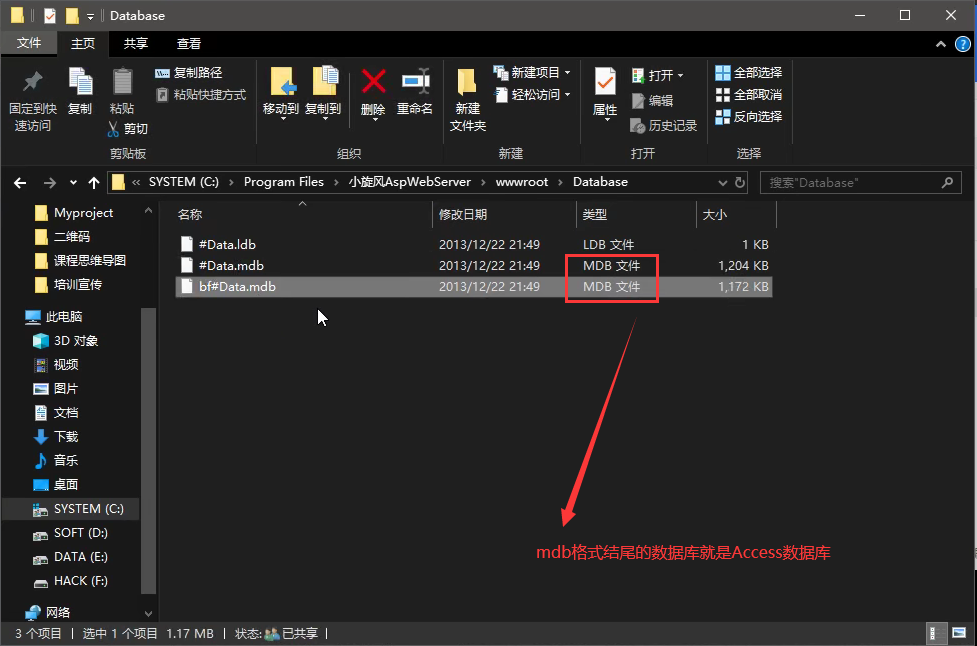 Database
文件 主页 共享 查看
固定到快速访问
复制
粘贴
复制路径
粘贴快捷方式
剪切
剪贴板
移动到 复制到 删除 重命名
组织
新建文件夹
新建项目
轻松访问
新建
属性
打开
编辑
历史记录
打开
全部选择
全部取消
反向选择
选择
« SYSTEM (C:) › Program Files › 小旋风AspWebServer › wwwroot › Database
搜索"Database"
Myproject
二维码
课程思维导图
培训宣传
此电脑
3D 对象
视频
图片
文档
下载
音乐
桌面
SYSTEM (C:)
SOFT (D:)
DATA (E:)
HACK (F:)
网络
名称 修改日期 类型 大小
#Data.ldb 2013/12/22 21:49 LDB 文件 1 KB
#Data.mdb 2013/12/22 21:49 MDB 文件 1,204 KB
bf#Data.mdb 2013/12/22 21:49 MDB 文件 1,172 KB
mdb格式结尾的数据库就是Access数据库
3 个项目 选中 1 个项目 1.17 MB 状态: 已共享